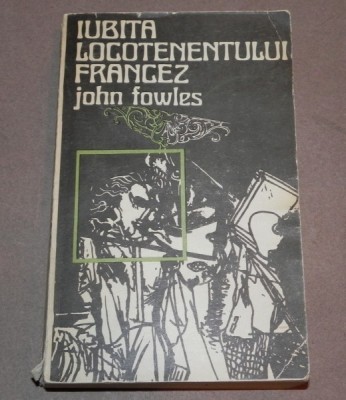 IUBITA
LOCOTENENTULUI
FRANCEZ
john fowles